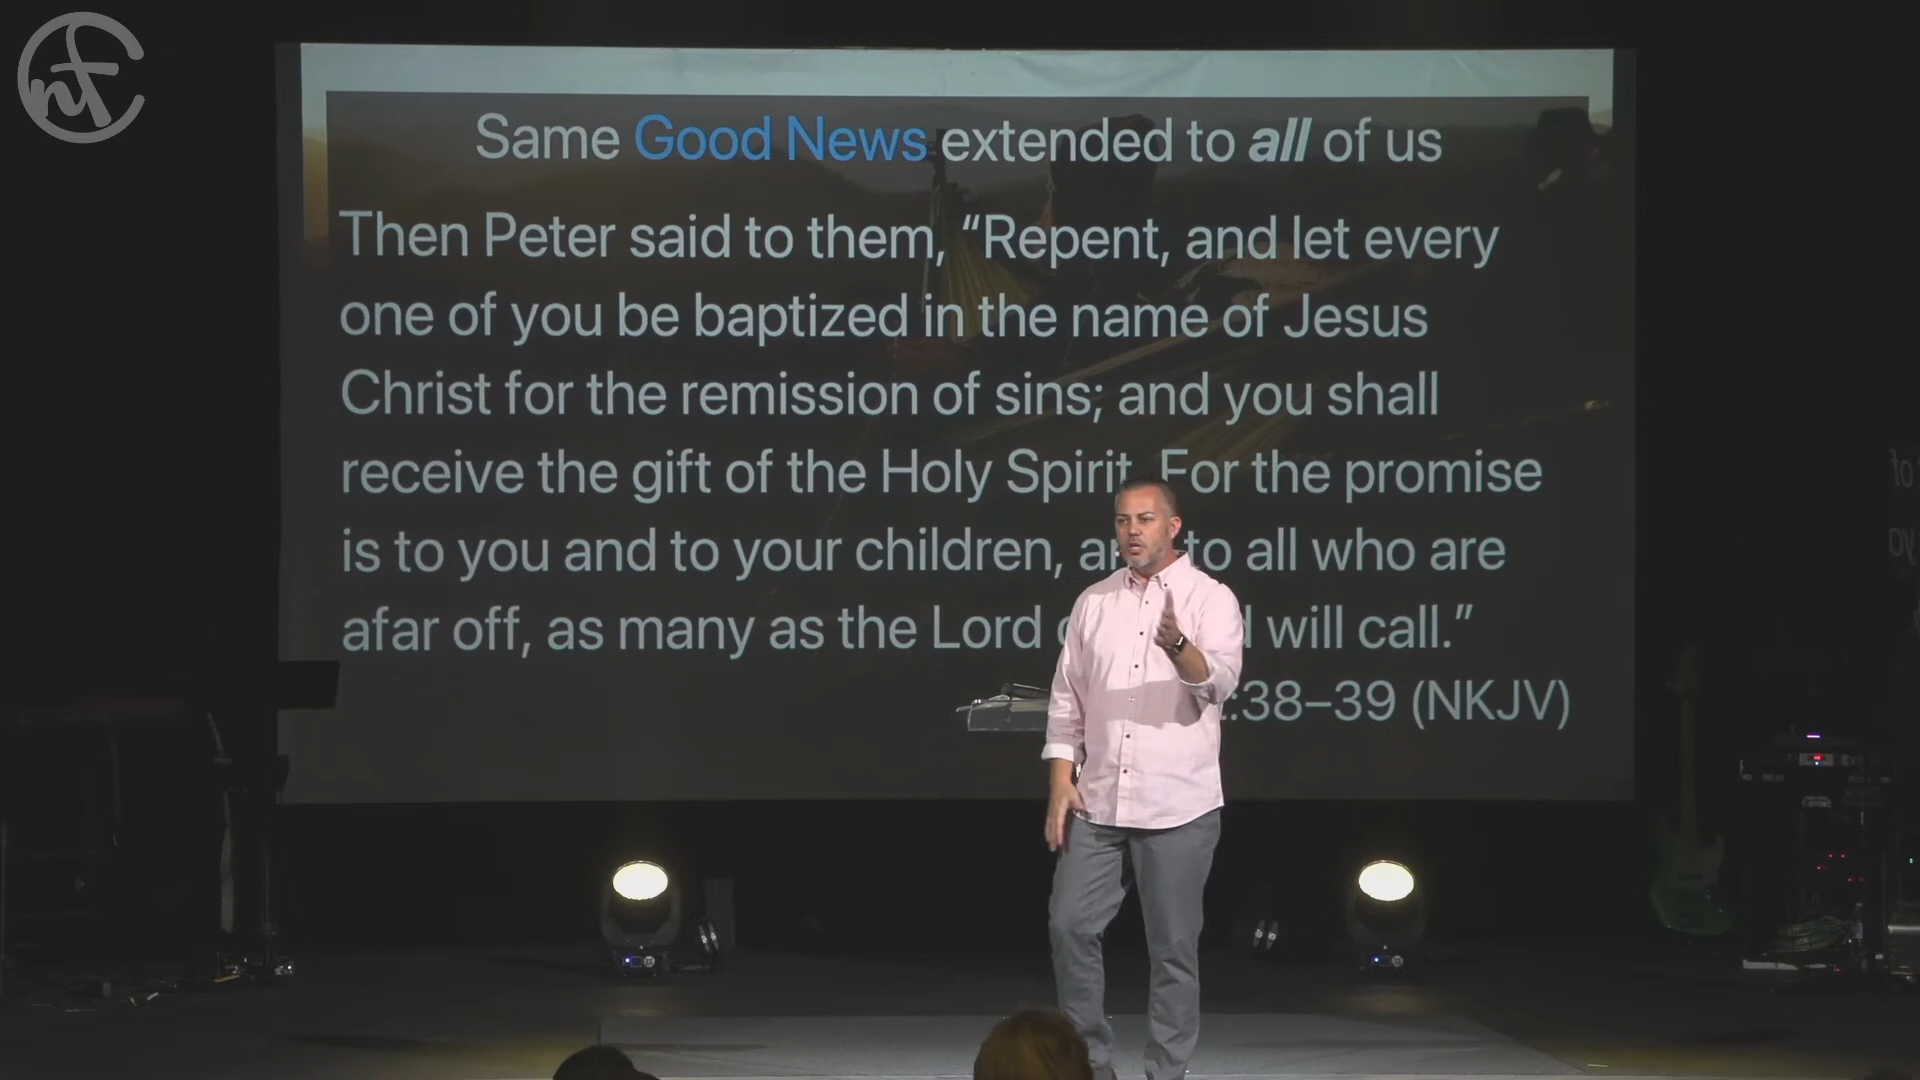 Same Good News extended to all of us
Then Peter said to them, “Repent, and let every
one of you be baptized in the name of Jesus
Christ for the remission of sins; and you shall
receive the gift of the Holy Spirit. For the promise
is to you and to your children, to all who are
afar off, as many as the Lord will call.”
:38–39 (NKJV)